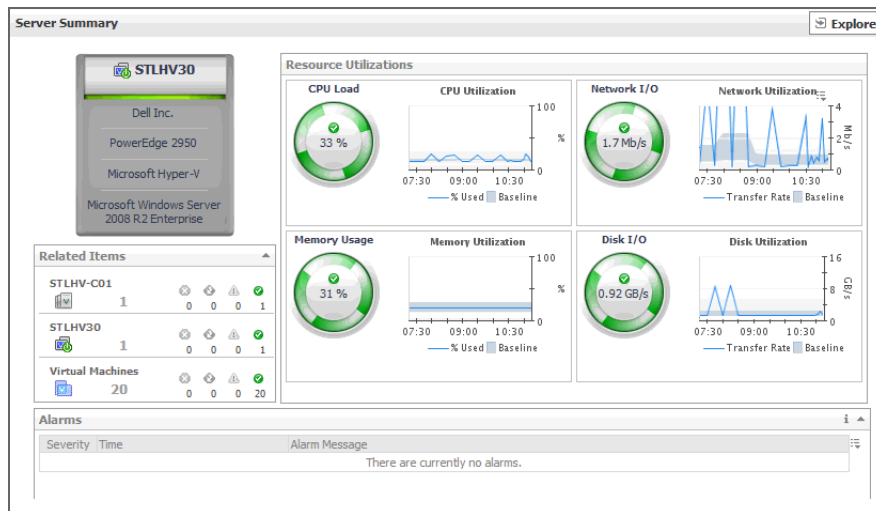 Server Summary
Explore
STLHV30
Dell Inc.
PowerEdge 2950
Microsoft Hyper-V
Microsoft Windows Server
2008 R2 Enterprise
Related Items
STLHV-C01
1
0 0 0 1
STLHV30
1
0 0 0 1
Virtual Machines
20
0 0 0 20
Resource Utilizations
CPU Load
33 %
CPU Utilization
100
%
0
07:30 09:00 10:30
% Used Baseline
Network I/O
1.7 Mb/s
Network Utilization
4
2
0
Mb/s
07:30 09:00 10:30
Transfer Rate Baseline
Memory Usage
31 %
Memory Utilization
100
%
0
07:30 09:00 10:30
% Used Baseline
Disk I/O
0.92 GB/s
Disk Utilization
16
8
0
GB/s
07:30 09:00 10:30
Transfer Rate Baseline
Alarms
Severity Time Alarm Message
There are currently no alarms.